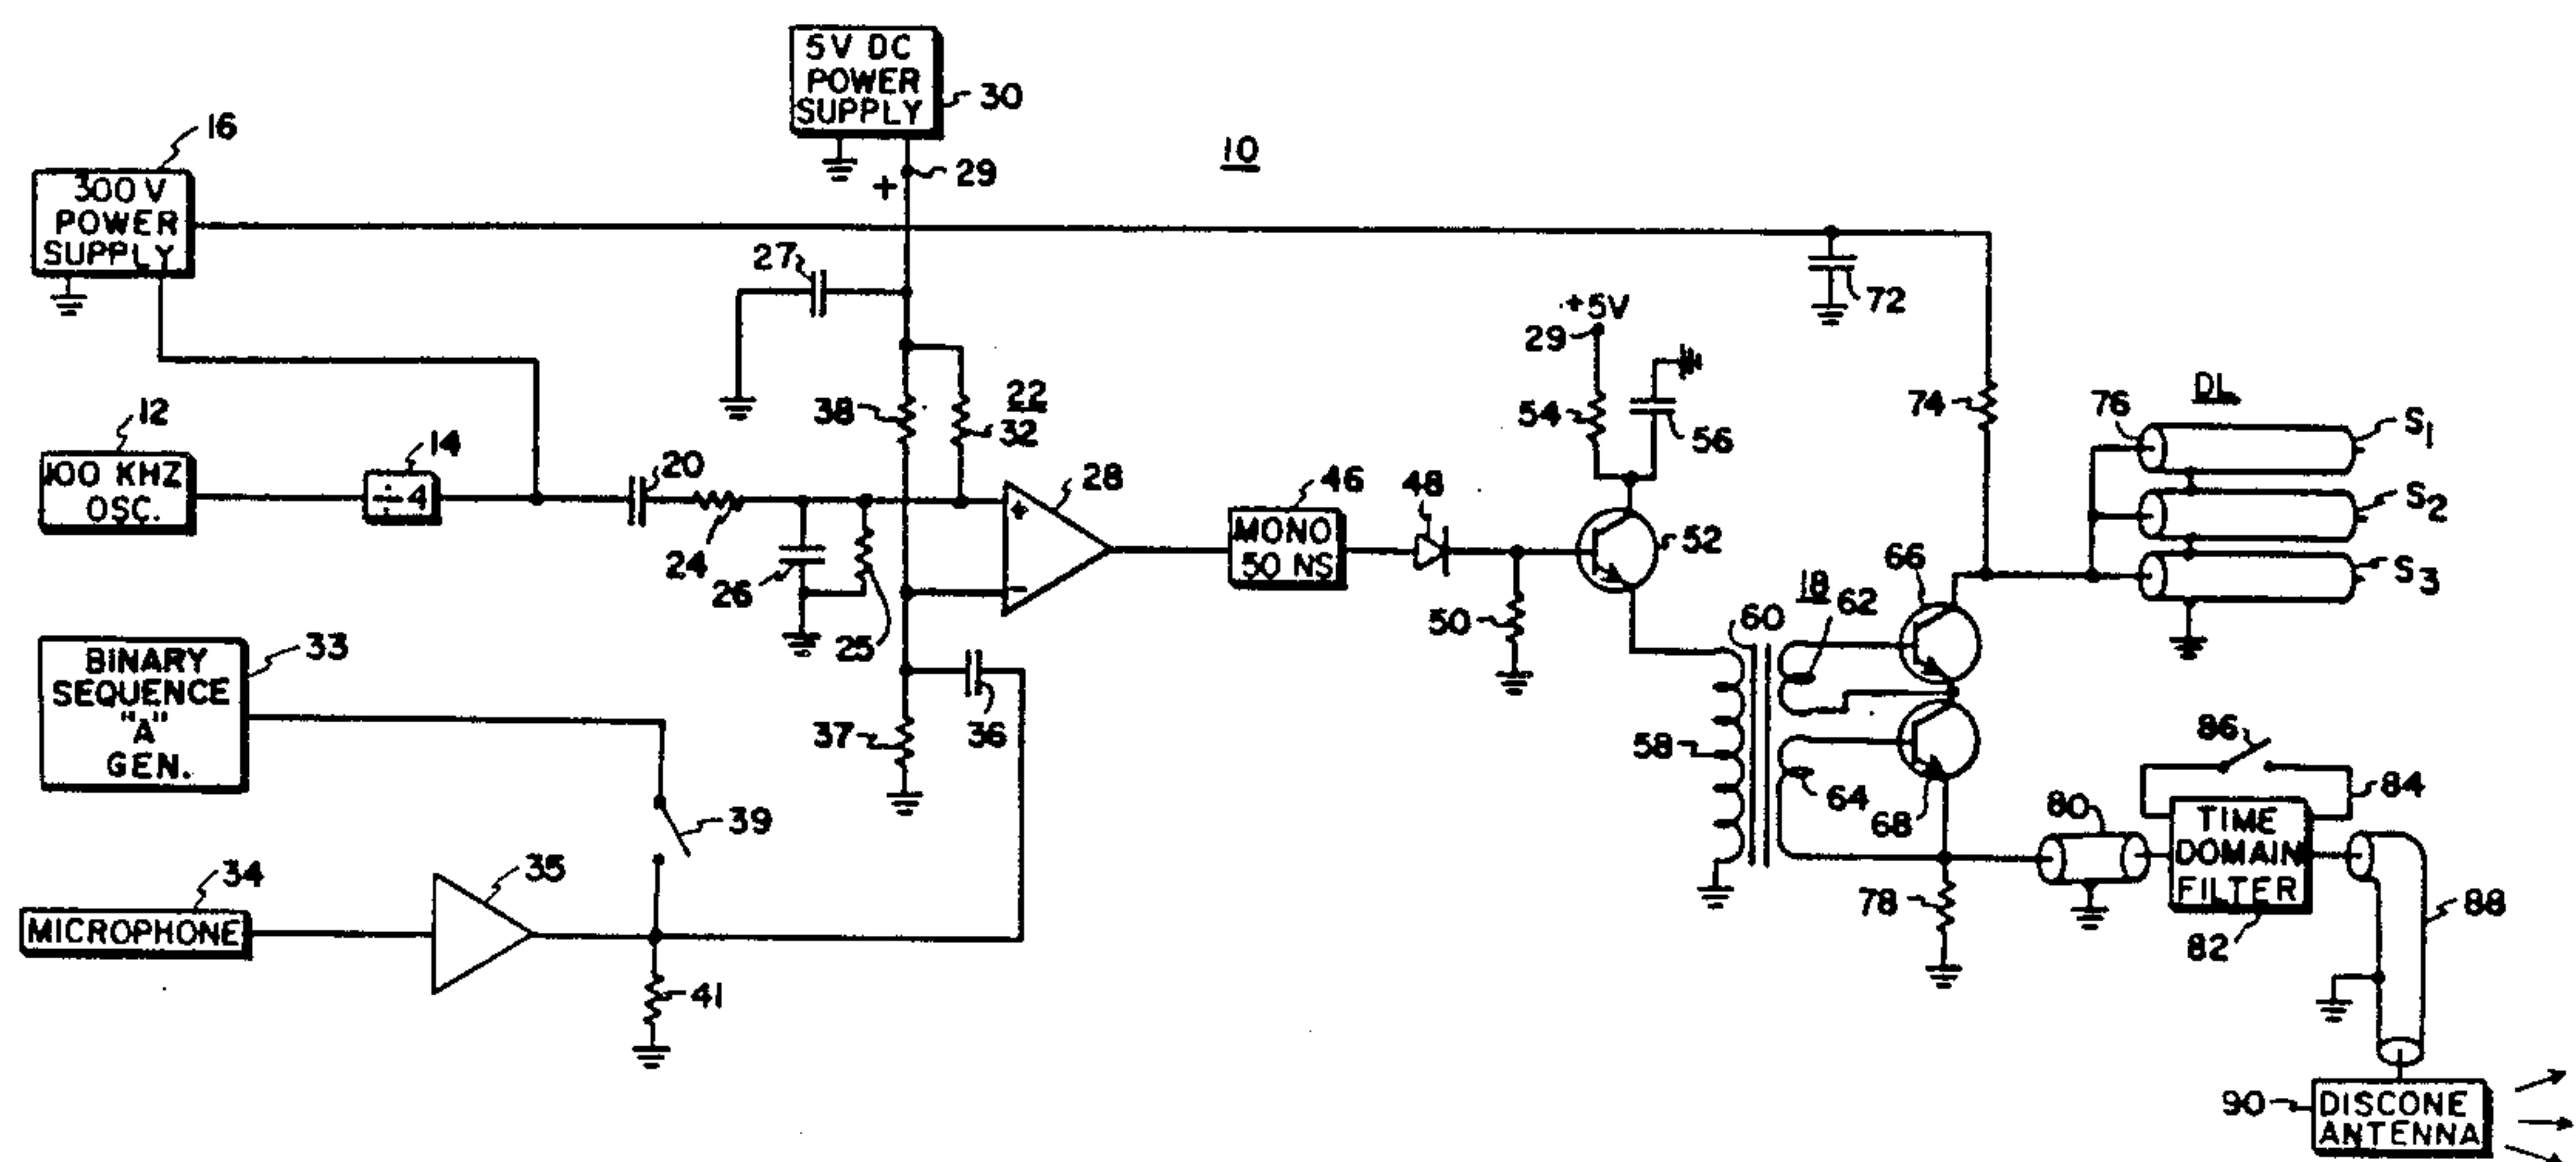 5V DC
POWER
SUPPLY
30
10
16
+
29
300 V
POWER
SUPPLY
27
72
+5V
29
12
14
20
38
22
32
54
56
74
DL
76
S1
S2
S3
100 KHZ
OSC.
÷4
24
26
25
+
−
28
46
MONO
50 NS
48
50
52
18
60
62
66
33
BINARY
SEQUENCE
"A"
GEN.
37
36
58
64
68
86
84
39
80
TIME
DOMAIN
FILTER
82
88
34
MICROPHONE
35
41
78
90
DISCONE
ANTENNA